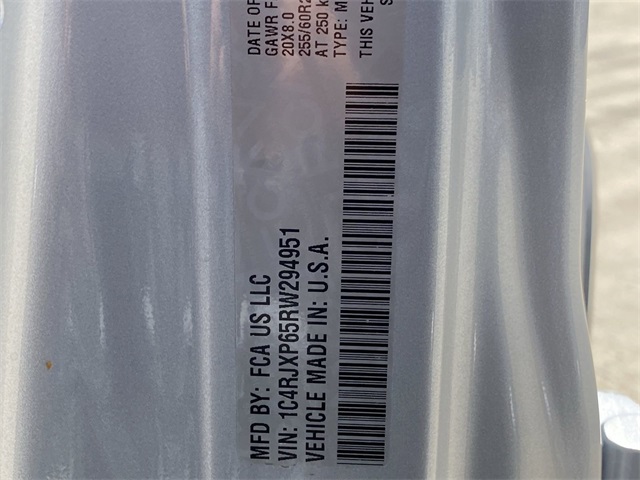 MFD BY: FCA US LLC
VIN: 1C4RJXP65RW294951
VEHICLE MADE IN: U.S.A.
DATE OF
GAWR F
20X8.0
255/60R2
AT 250 k
TYPE: M
THIS VEH